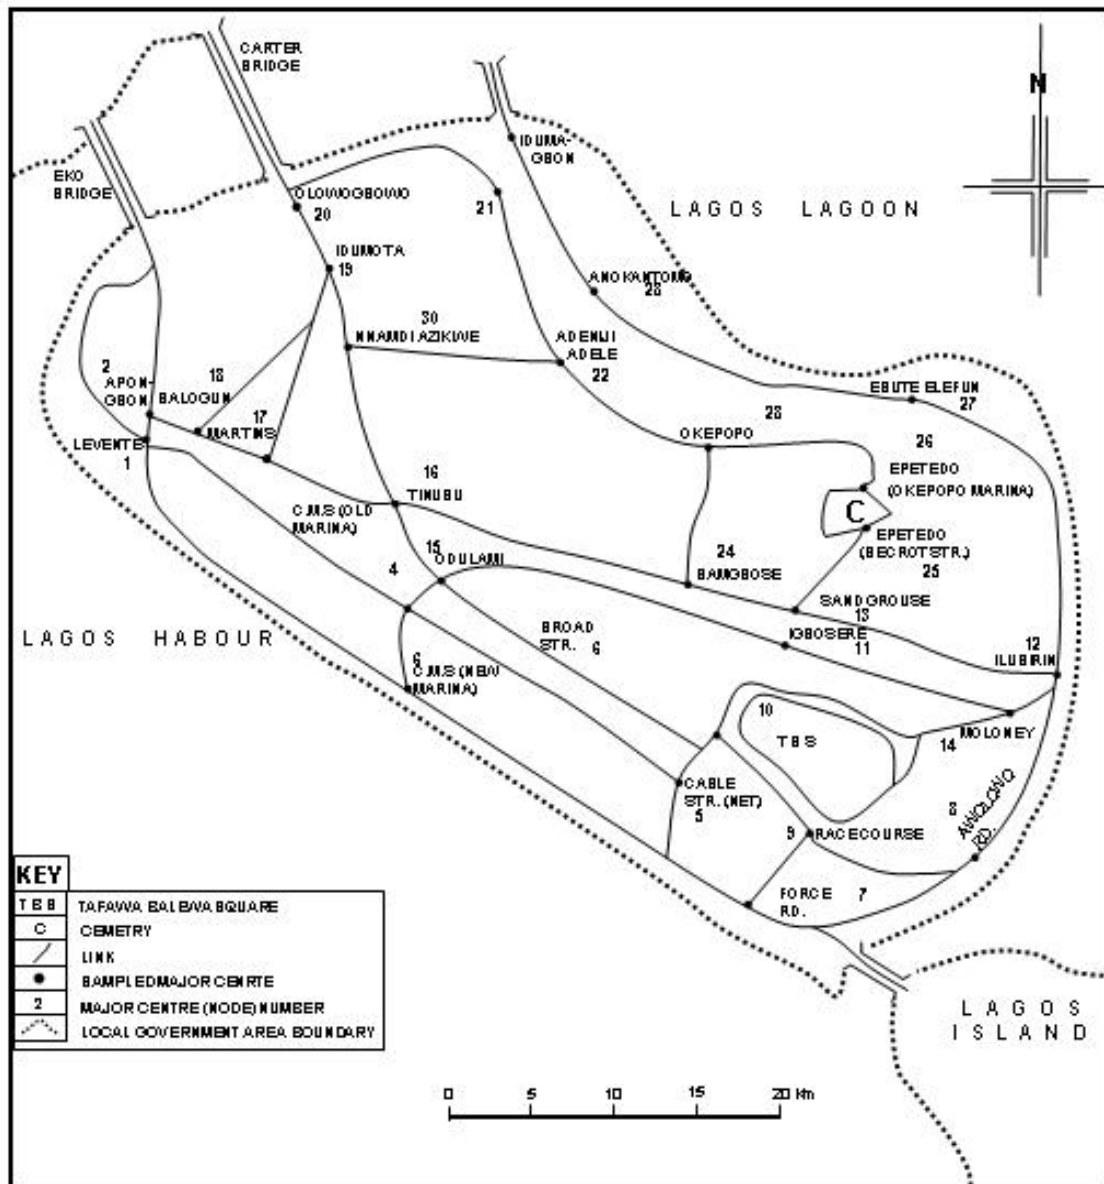 CARTER
BRIDGE
N
EKO
BRIDGE
IDUMA-
GBON
OLOWOGBOWO
20
21
LAGOS LAGOON
IDUMOTA
19
ANOKANTOMO
28
30
NNAMDI AZIKIWE
ADENIJI
ADELE
22
2
APON-
GBON
18
BALOGUN
17
MARTINS
LEVENTE
1
EBUTE ELEFUN
27
28
OKEPOPO
26
EPETEDO
(OKEPOPO MARINA)
C
EPETEDO
(BECROT STR.)
25
16
TINUBU
C.M.S (OLD
MARINA)
15
ODULAMI
4
24
BAMGBOSE
SANDGROUSE
13
IGBOSERE
11
12
ILUBIRIN
LAGOS HABOUR
BROAD
STR. 6
6
C.M.S (NEW
MARINA)
10
TBS
MOLONEY
14
CABLE
STR. (NET)
5
8
AWOLOWO
RD.
9 RACECOURSE
FORCE
RD.
7
KEY
TBS TAFAWA BALEWA SQUARE
C CEMETRY
LINK
SAMPLED MAJOR CENRTE
2 MAJOR CENTRE (NODE) NUMBER
LOCAL GOVERNMENT AREA BOUNDARY
LAGOS
ISLAND
0 5 10 15 20 km